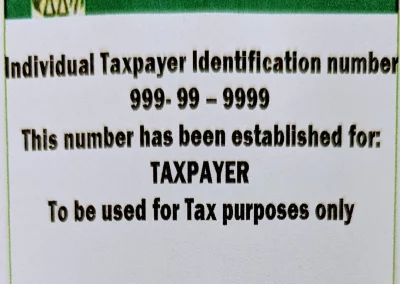 Individual Taxpayer Identification number
999- 99 – 9999
This number has been established for:
TAXPAYER
To be used for Tax purposes only